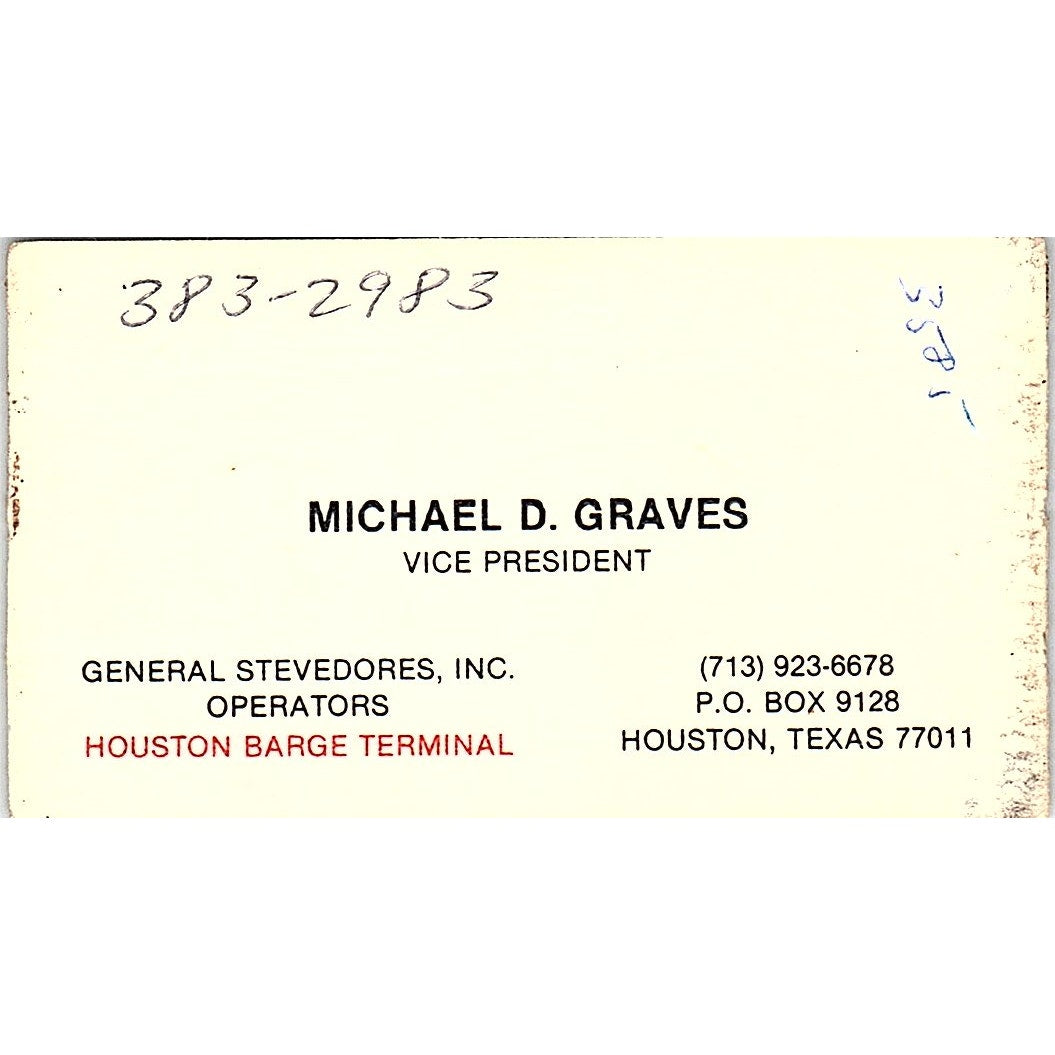 383-2983
MICHAEL D. GRAVES
VICE PRESIDENT
GENERAL STEVEDORES, INC.
OPERATORS
HOUSTON BARGE TERMINAL
(713) 923-6678
P.O. BOX 9128
HOUSTON, TEXAS 77011